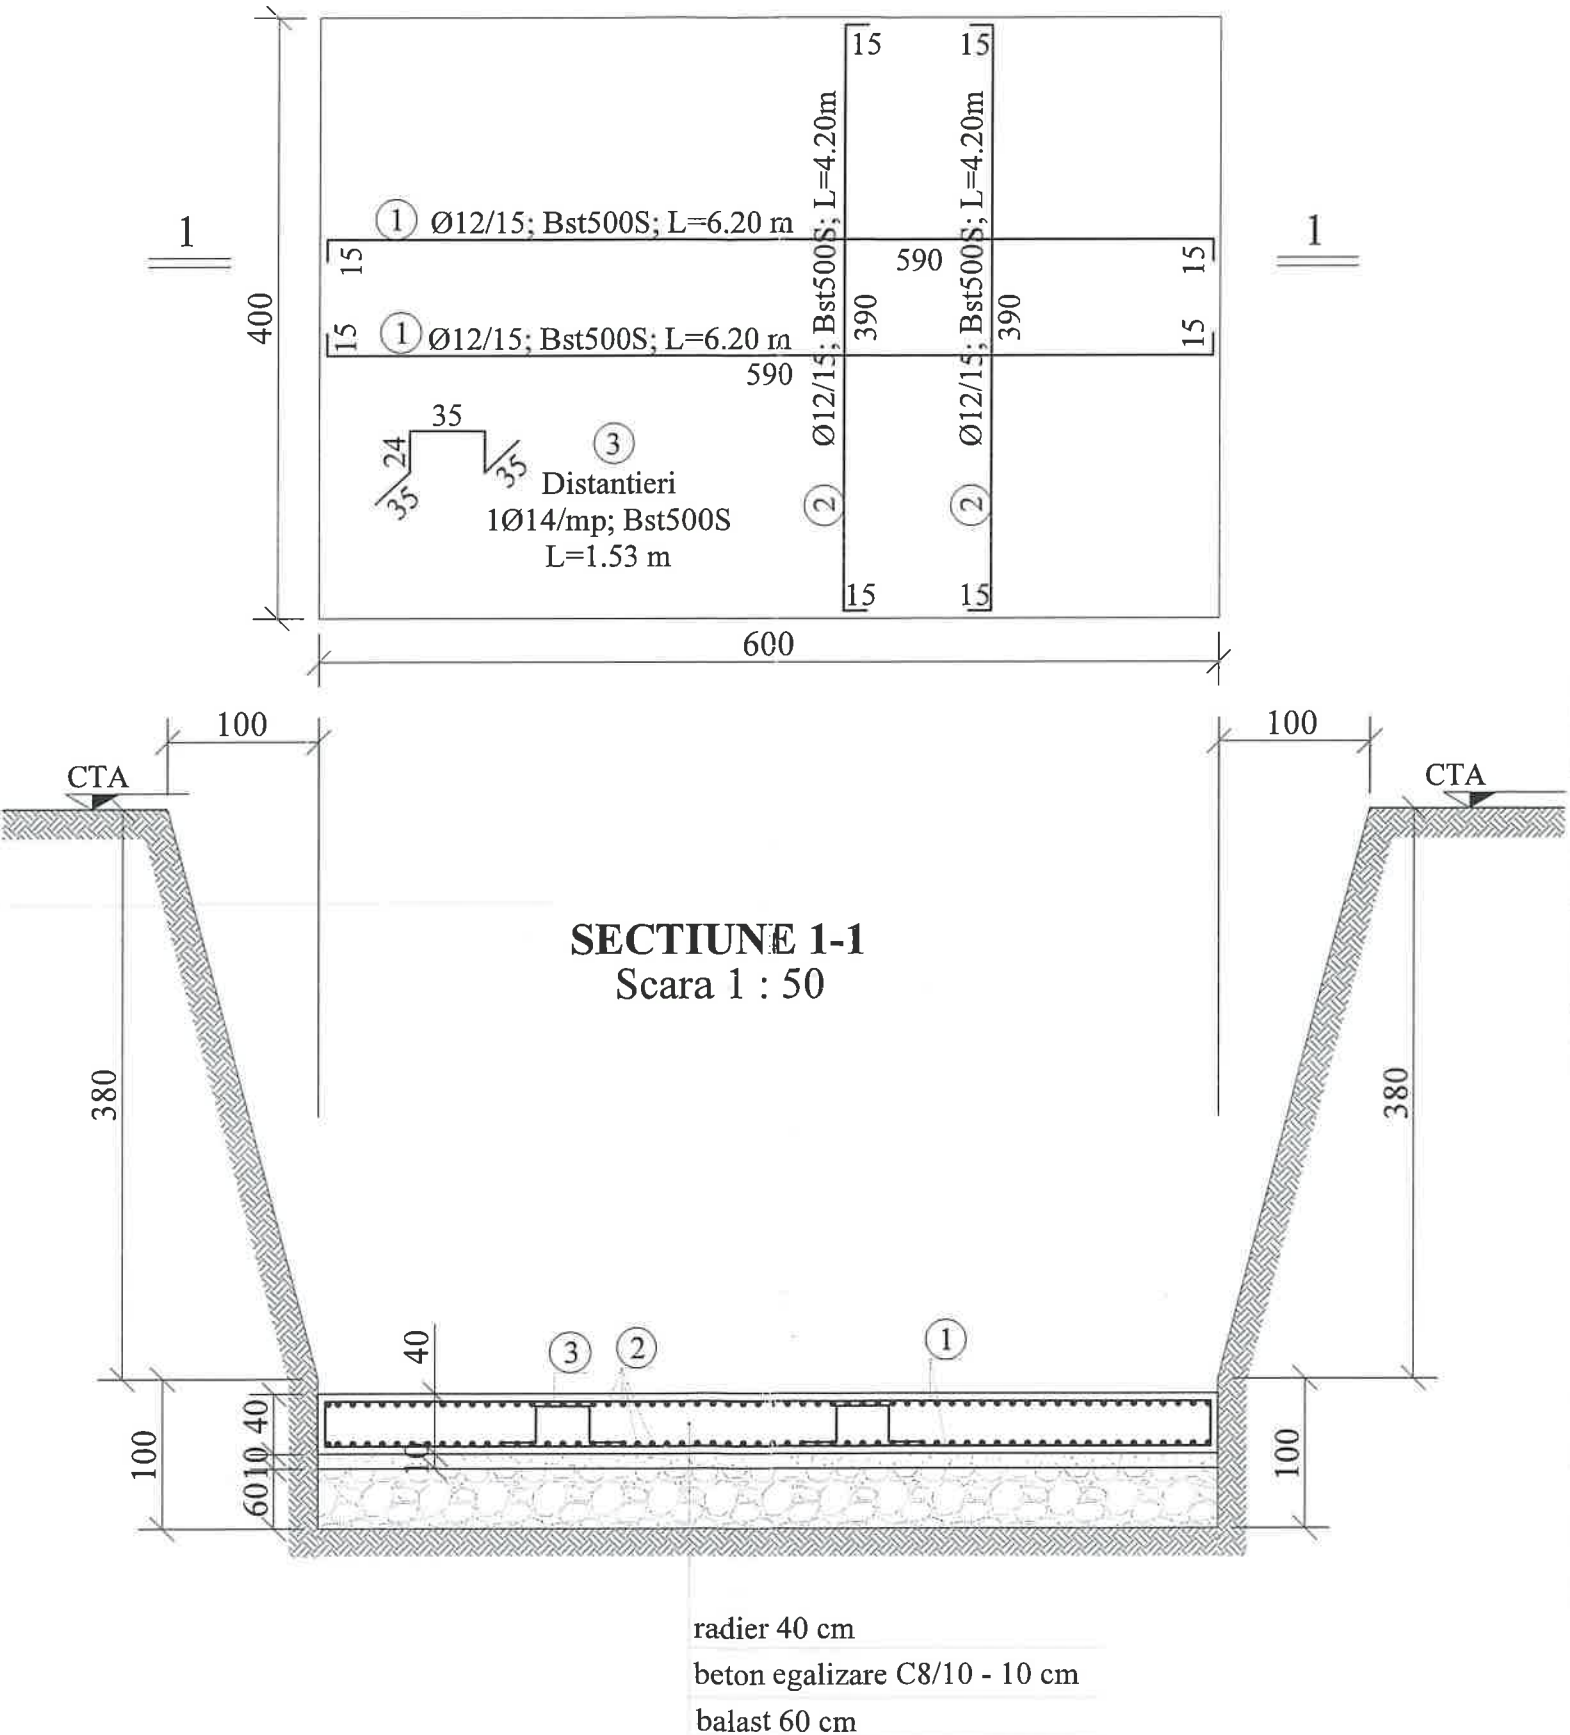 15
15
1
1
1 Ø12/15; Bst500S; L=6.20 m
15
590
15
400
1 Ø12/15; Bst500S; L=6.20 m
15
590
15
2 Ø12/15; Bst500S; L=4.20m
390
2 Ø12/15; Bst500S; L=4.20m
390
35
24
35
35
3
Distantieri
1Ø14/mp; Bst500S
L=1.53 m
15
15
600
100
100
CTA
CTA
SECTIUNE 1-1
Scara 1 : 50
380
380
40
3
2
1
100
40
10
60
10
100
radier 40 cm
beton egalizare C8/10 - 10 cm
balast 60 cm